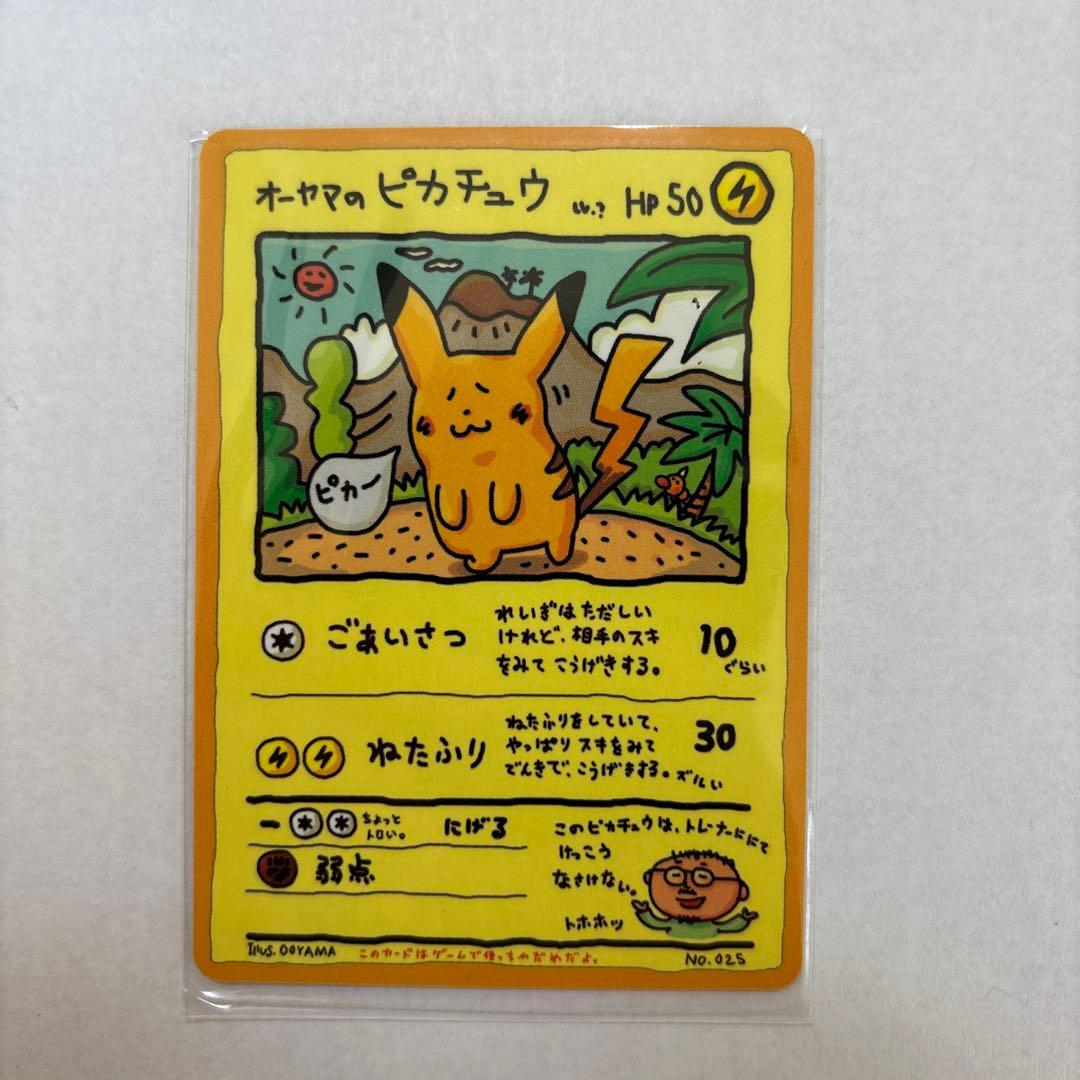 オーヤマの ピカチュウ LV.? HP 50
ピカー
ごあいさつ
れいぎはただしい
けれど、相手のスキ
をみて こうげきする。
10
ぐらい
ねたふり
ねたふりをしていて、
やっぱり スキをみて
でんきで、こうげきする。ズルい
30
ー
ちょっと
トロい。
にげる
弱点
このピカチュウは、トレーナーににて
けっこう
なさけない。
トホホッ
Illus. OOYAMA
このカードはゲームで使っちゃだめだよ。
NO. 025